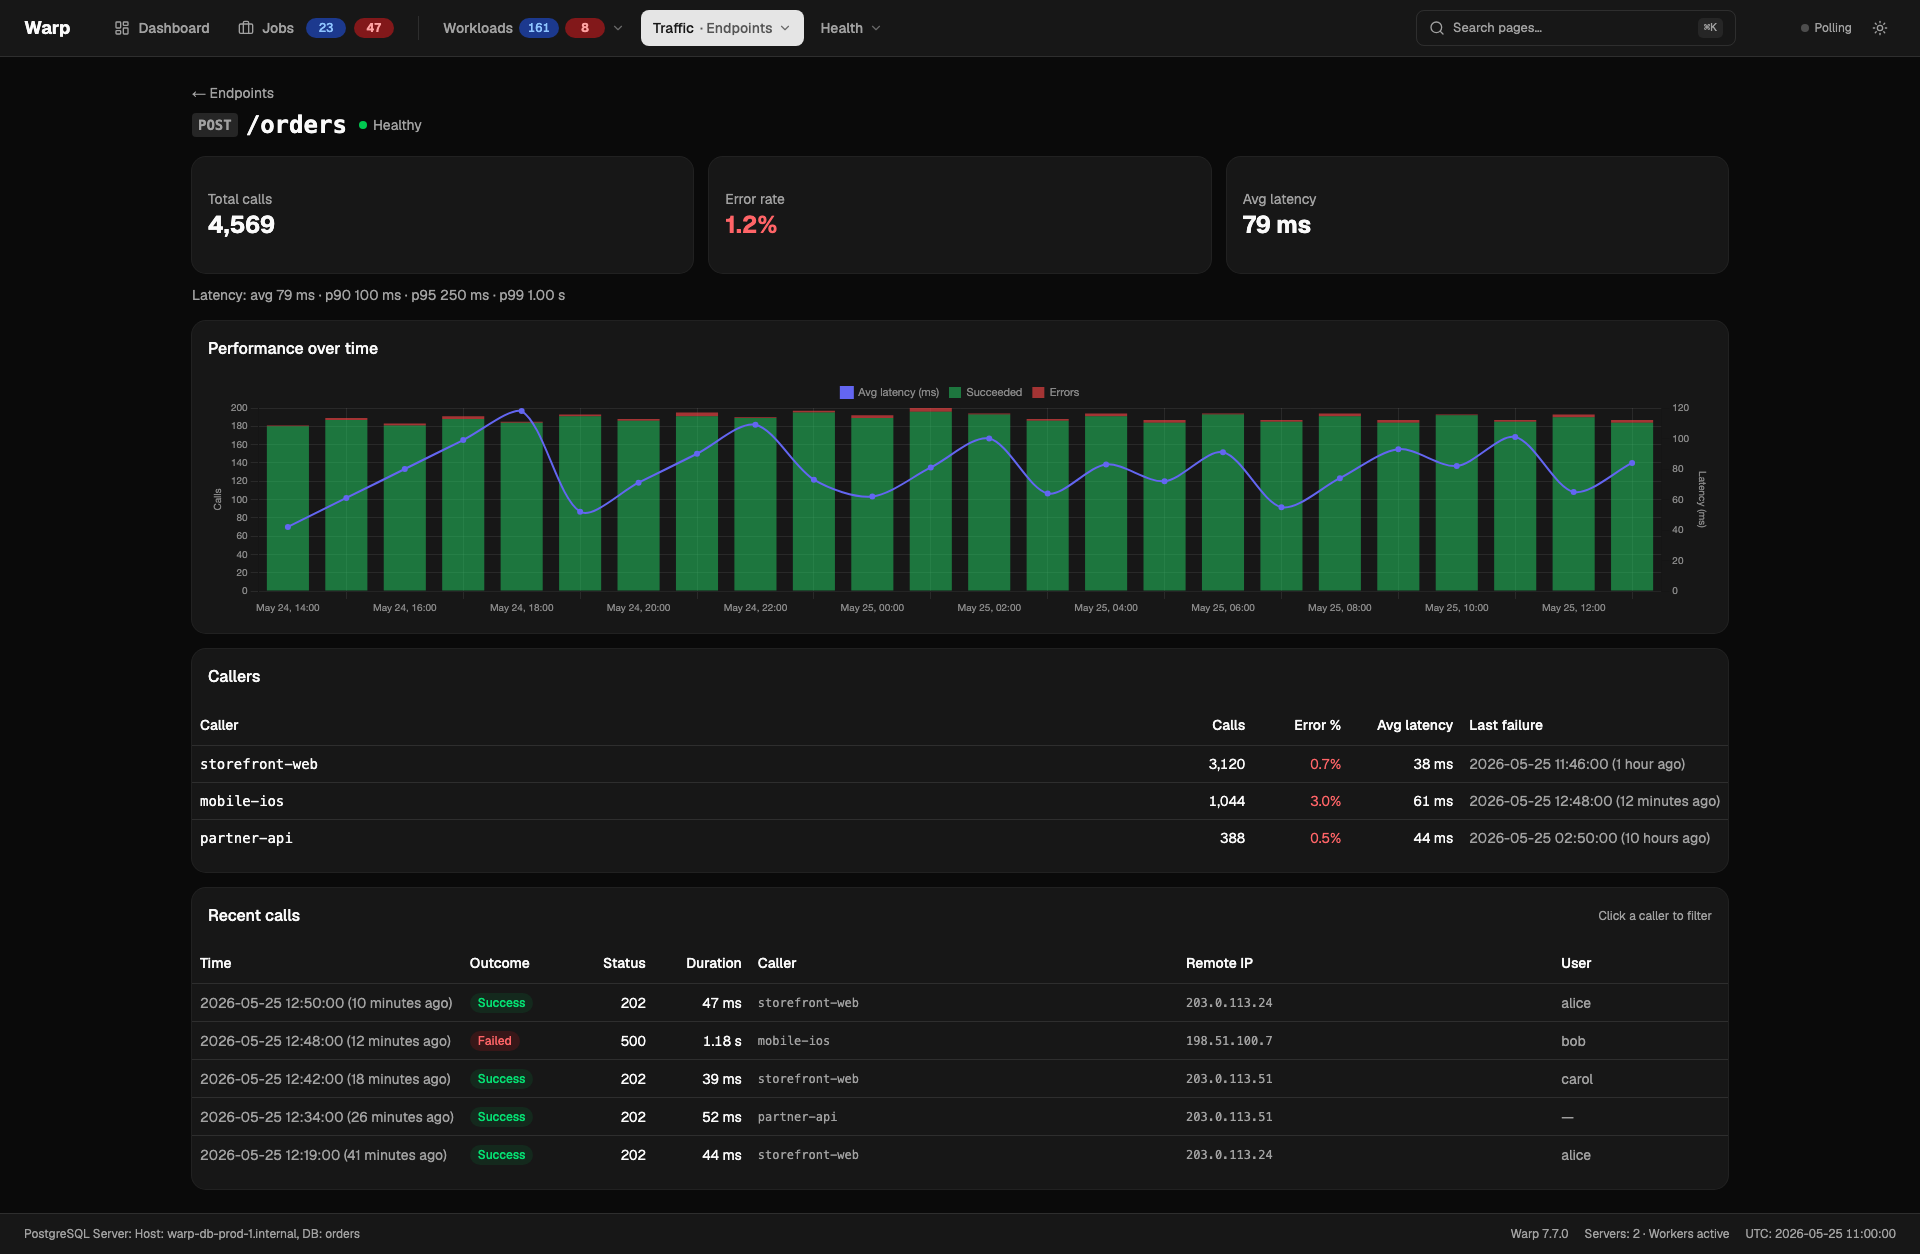 Warp Dashboard Jobs 23 47 Workloads 161 8 Traffic · Endpoints Health Search pages... ⌘K Polling
← Endpoints
POST /orders Healthy
Total calls
4,569
Error rate
1.2%
Avg latency
79 ms
Latency: avg 79 ms · p90 100 ms · p95 250 ms · p99 1.00 s
Performance over time
Avg latency (ms) Succeeded Errors
Calls
200
180
160
140
120
100
80
60
40
20
0
120
100
80
60
40
20
0
Latency (ms)
May 24, 14:00 May 24, 16:00 May 24, 18:00 May 24, 20:00 May 24, 22:00 May 25, 00:00 May 25, 02:00 May 25, 04:00 May 25, 06:00 May 25, 08:00 May 25, 10:00 May 25, 12:00
Callers
Caller Calls Error % Avg latency Last failure
storefront-web 3,120 0.7% 38 ms 2026-05-25 11:46:00 (1 hour ago)
mobile-ios 1,044 3.0% 61 ms 2026-05-25 12:48:00 (12 minutes ago)
partner-api 388 0.5% 44 ms 2026-05-25 02:50:00 (10 hours ago)
Recent calls Click a caller to filter
Time Outcome Status Duration Caller Remote IP User
2026-05-25 12:50:00 (10 minutes ago) Success 202 47 ms storefront-web 203.0.113.24 alice
2026-05-25 12:48:00 (12 minutes ago) Failed 500 1.18 s mobile-ios 198.51.100.7 bob
2026-05-25 12:42:00 (18 minutes ago) Success 202 39 ms storefront-web 203.0.113.51 carol
2026-05-25 12:34:00 (26 minutes ago) Success 202 52 ms partner-api 203.0.113.51 —
2026-05-25 12:19:00 (41 minutes ago) Success 202 44 ms storefront-web 203.0.113.24 alice
PostgreSQL Server: Host: warp-db-prod-1.internal, DB: orders Warp 7.7.0 Servers: 2 · Workers active UTC: 2026-05-25 11:00:00